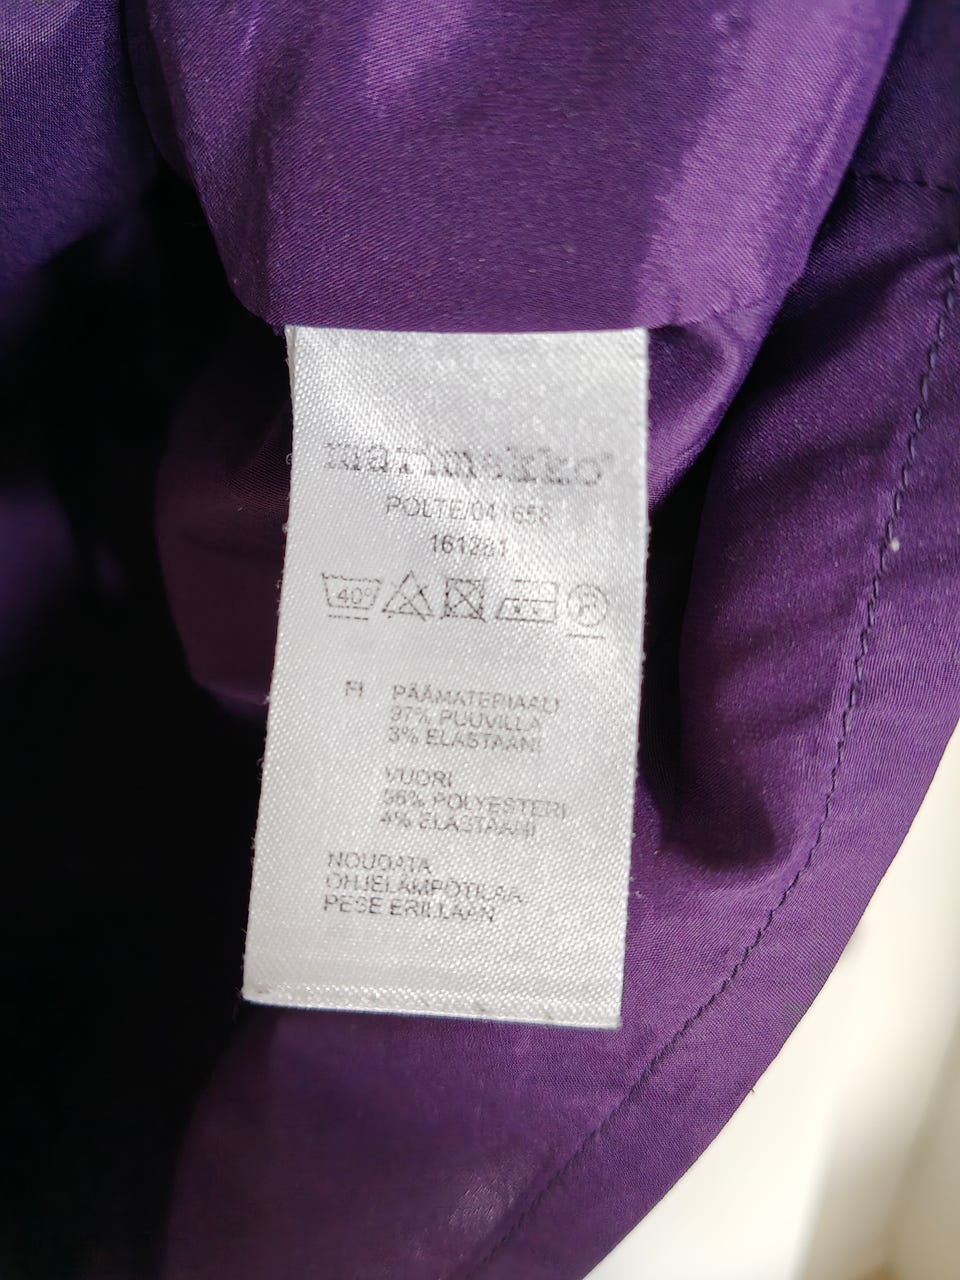 marimekko
POLTE/041658
161281
40°
P
FI PÄÄMATERIAALI
97% PUUVILLA
3% ELASTAANI
VUORI
96% POLYESTERI
4% ELASTAANI
NOUDATA
OHJELÄMPÖTILAA.
PESE ERILLÄÄN